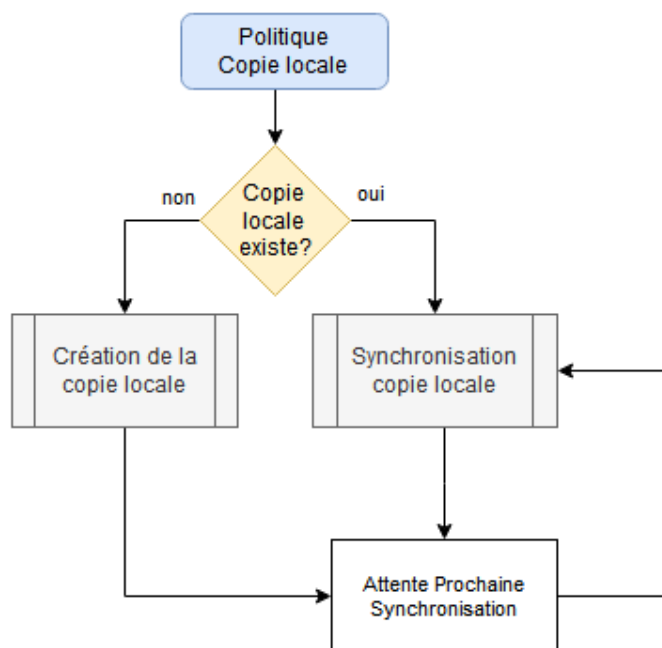 Politique
Copie locale
Copie
locale
existe?
non
oui
Création de la
copie locale
Synchronisation
copie locale
Attente Prochaine
Synchronisation